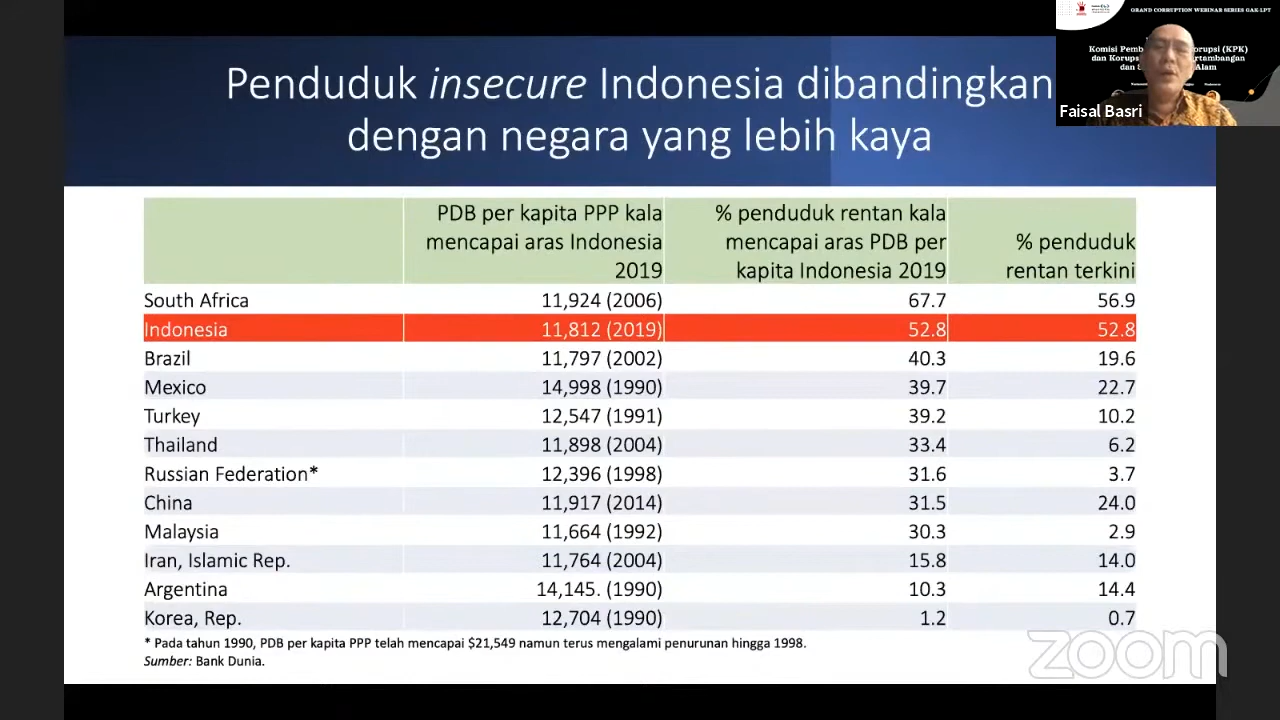 GRAND CORRUPTION WEBINAR SERIES GAK-LPT
Faisal Basri
Penduduk insecure Indonesia dibandingkan
dengan negara yang lebih kaya
PDB per kapita PPP kala mencapai aras Indonesia 2019 % penduduk rentan kala mencapai aras PDB per kapita Indonesia 2019 % penduduk rentan terkini
South Africa 11,924 (2006) 67.7 56.9
Indonesia 11,812 (2019) 52.8 52.8
Brazil 11,797 (2002) 40.3 19.6
Mexico 14,998 (1990) 39.7 22.7
Turkey 12,547 (1991) 39.2 10.2
Thailand 11,898 (2004) 33.4 6.2
Russian Federation* 12,396 (1998) 31.6 3.7
China 11,917 (2014) 31.5 24.0
Malaysia 11,664 (1992) 30.3 2.9
Iran, Islamic Rep. 11,764 (2004) 15.8 14.0
Argentina 14,145. (1990) 10.3 14.4
Korea, Rep. 12,704 (1990) 1.2 0.7
* Pada tahun 1990, PDB per kapita PPP telah mencapai $21,549 namun terus mengalami penurunan hingga 1998.
Sumber: Bank Dunia.
zoom